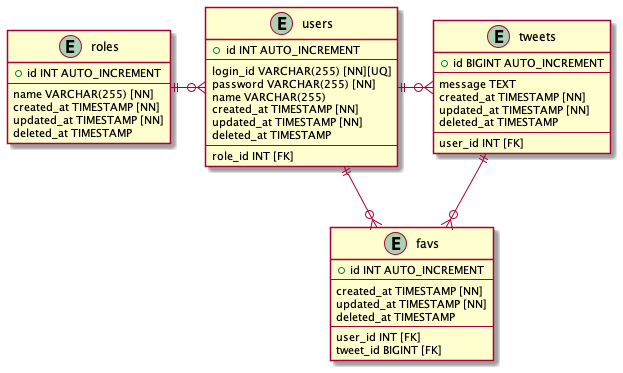 E roles
id INT AUTO_INCREMENT
name VARCHAR(255) [NN]
created_at TIMESTAMP [NN]
updated_at TIMESTAMP [NN]
deleted_at TIMESTAMP
E users
id INT AUTO_INCREMENT
login_id VARCHAR(255) [NN][UQ]
password VARCHAR(255) [NN]
name VARCHAR(255)
created_at TIMESTAMP [NN]
updated_at TIMESTAMP [NN]
deleted_at TIMESTAMP
role_id INT [FK]
E tweets
id BIGINT AUTO_INCREMENT
message TEXT
created_at TIMESTAMP [NN]
updated_at TIMESTAMP [NN]
deleted_at TIMESTAMP
user_id INT [FK]
E favs
id INT AUTO_INCREMENT
created_at TIMESTAMP [NN]
updated_at TIMESTAMP [NN]
deleted_at TIMESTAMP
user_id INT [FK]
tweet_id BIGINT [FK]